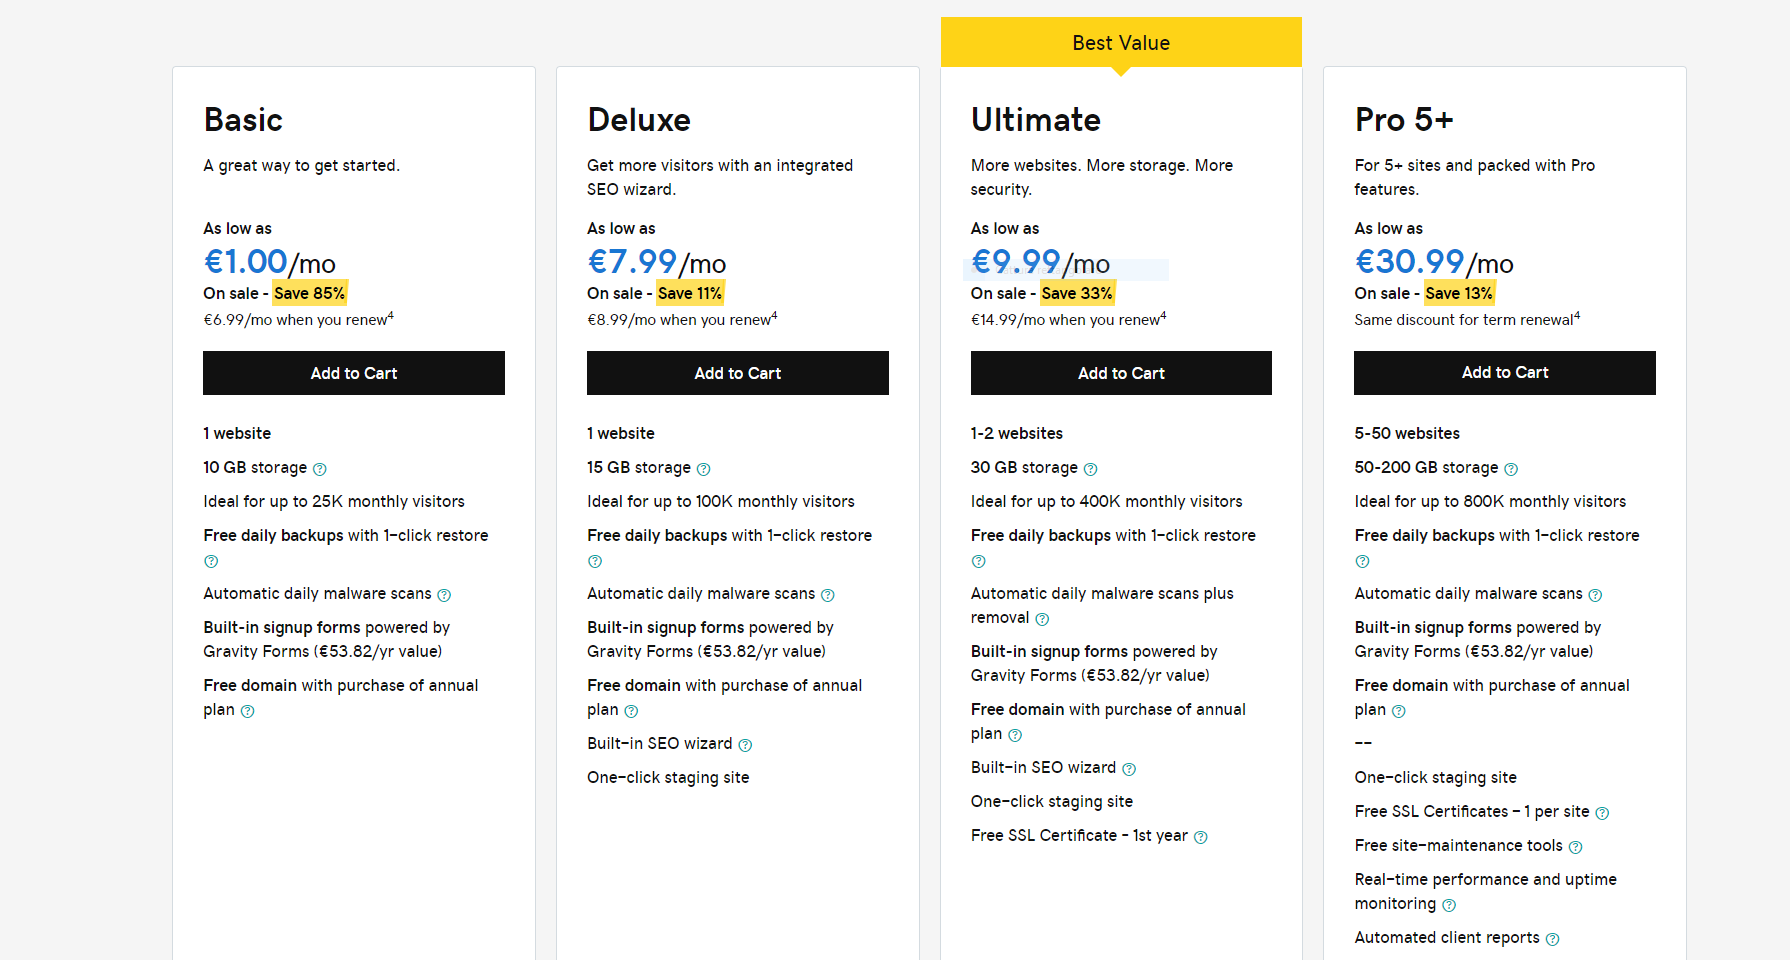 Best Value
Basic
A great way to get started.
As low as
€1.00/mo
On sale - Save 85%
€6.99/mo when you renew4
Add to Cart
1 website
10 GB storage
Ideal for up to 25K monthly visitors
Free daily backups with 1-click restore
Automatic daily malware scans
Built-in signup forms powered by
Gravity Forms (€53.82/yr value)
Free domain with purchase of annual
plan
Deluxe
Get more visitors with an integrated
SEO wizard.
As low as
€7.99/mo
On sale - Save 11%
€8.99/mo when you renew4
Add to Cart
1 website
15 GB storage
Ideal for up to 100K monthly visitors
Free daily backups with 1-click restore
Automatic daily malware scans
Built-in signup forms powered by
Gravity Forms (€53.82/yr value)
Free domain with purchase of annual
plan
Built-in SEO wizard
One-click staging site
Ultimate
More websites. More storage. More
security.
As low as
€9.99/mo
On sale - Save 33%
€14.99/mo when you renew4
Add to Cart
1-2 websites
30 GB storage
Ideal for up to 400K monthly visitors
Free daily backups with 1-click restore
Automatic daily malware scans plus
removal
Built-in signup forms powered by
Gravity Forms (€53.82/yr value)
Free domain with purchase of annual
plan
Built-in SEO wizard
One-click staging site
Free SSL Certificate - 1st year
Pro 5+
For 5+ sites and packed with Pro
features.
As low as
€30.99/mo
On sale - Save 13%
Same discount for term renewal4
Add to Cart
5-50 websites
50-200 GB storage
Ideal for up to 800K monthly visitors
Free daily backups with 1-click restore
Automatic daily malware scans
Built-in signup forms powered by
Gravity Forms (€53.82/yr value)
Free domain with purchase of annual
plan
--
One-click staging site
Free SSL Certificates - 1 per site
Free site-maintenance tools
Real-time performance and uptime
monitoring
Automated client reports